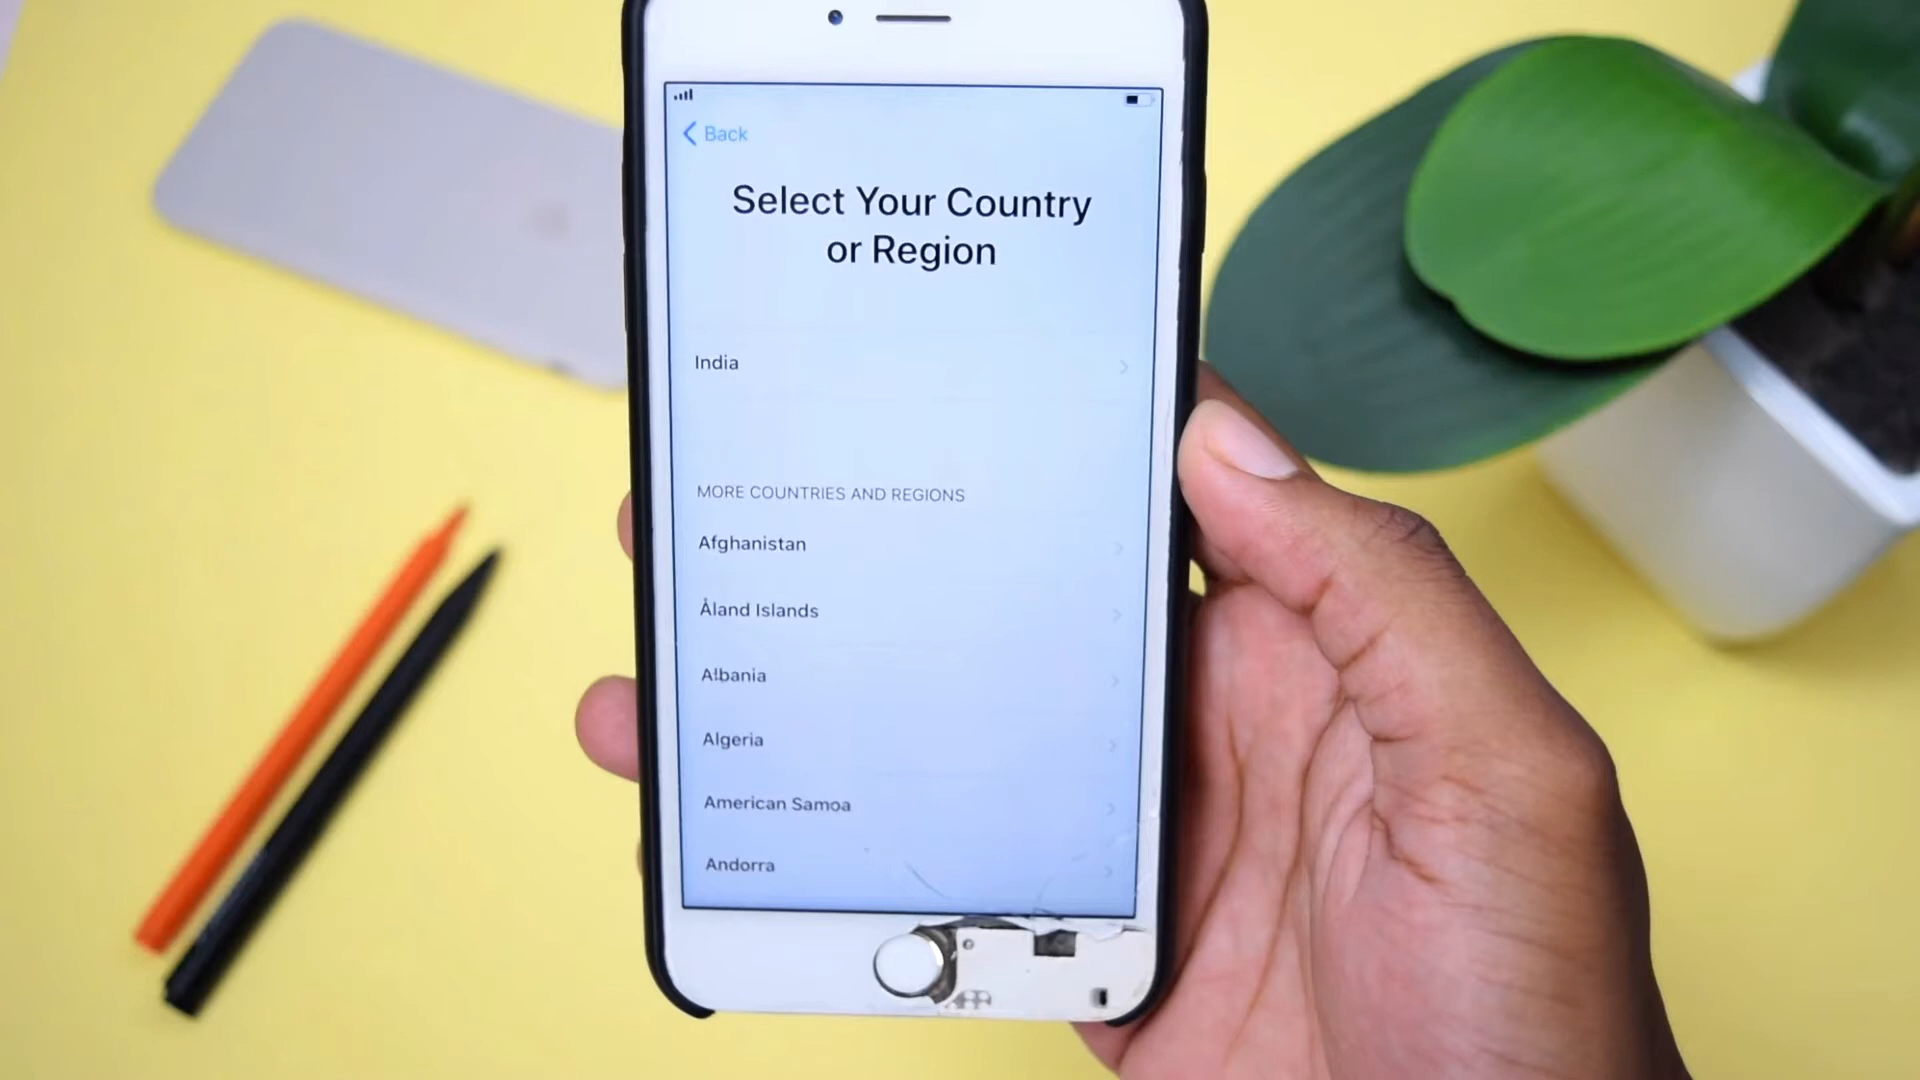 Back
Select Your Country
or Region
India
MORE COUNTRIES AND REGIONS
Afghanistan
Åland Islands
Albania
Algeria
American Samoa
Andorra